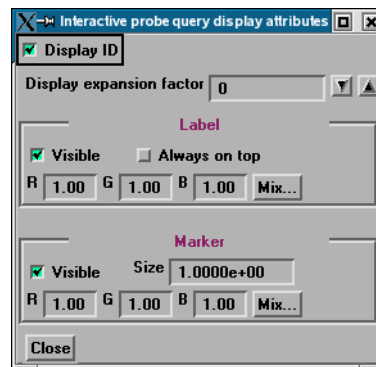 Interactive probe query display attributes
Display ID
Display expansion factor 0
Label
Visible Always on top
R 1.00 G 1.00 B 1.00 Mix...
Marker
Visible Size 1.0000e+00
R 1.00 G 1.00 B 1.00 Mix...
Close